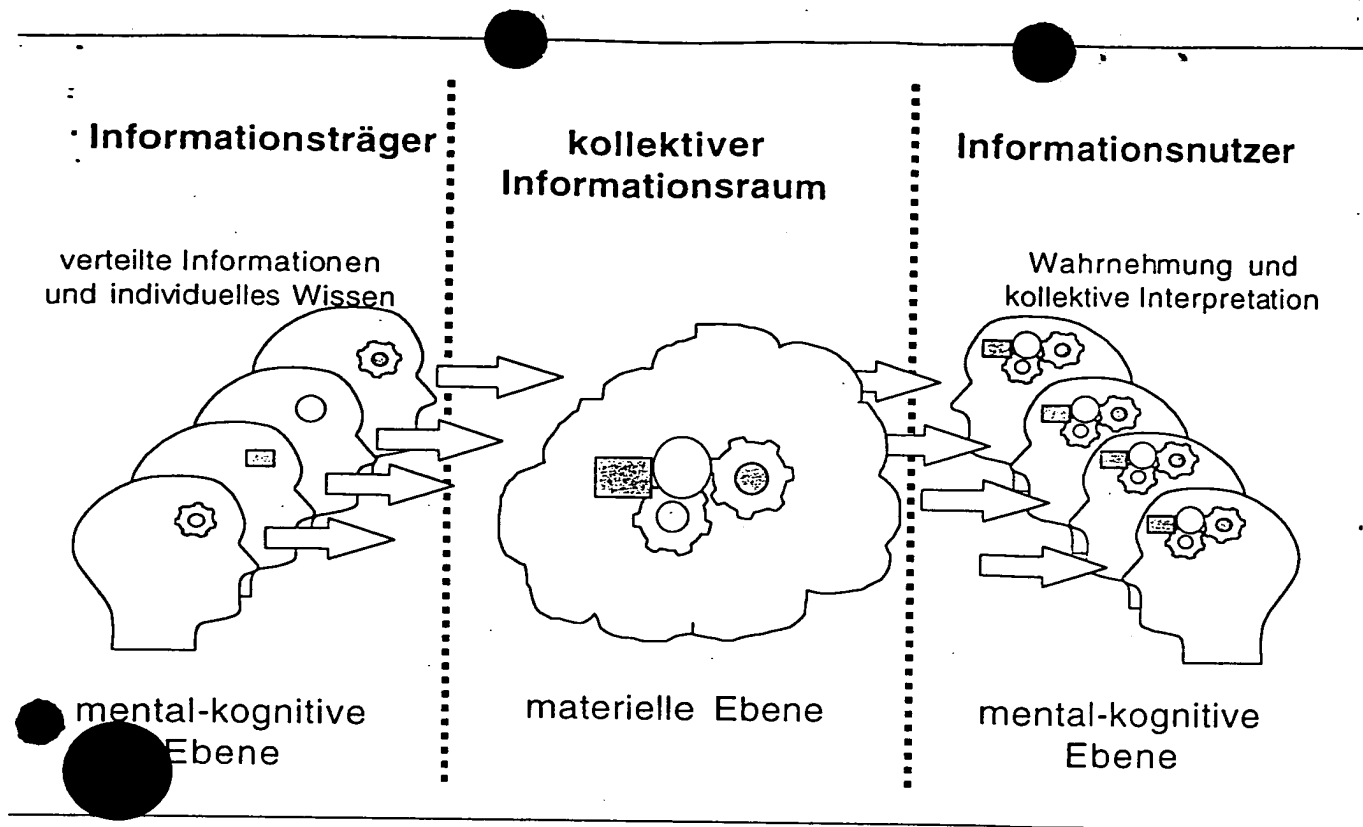 Informationsträger
verteilte Informationen
und individuelles Wissen
mental-kognitive
Ebene
kollektiver
Informationsraum
materielle Ebene
Informationsnutzer
Wahrnehmung und
kollektive Interpretation
mental-kognitive
Ebene